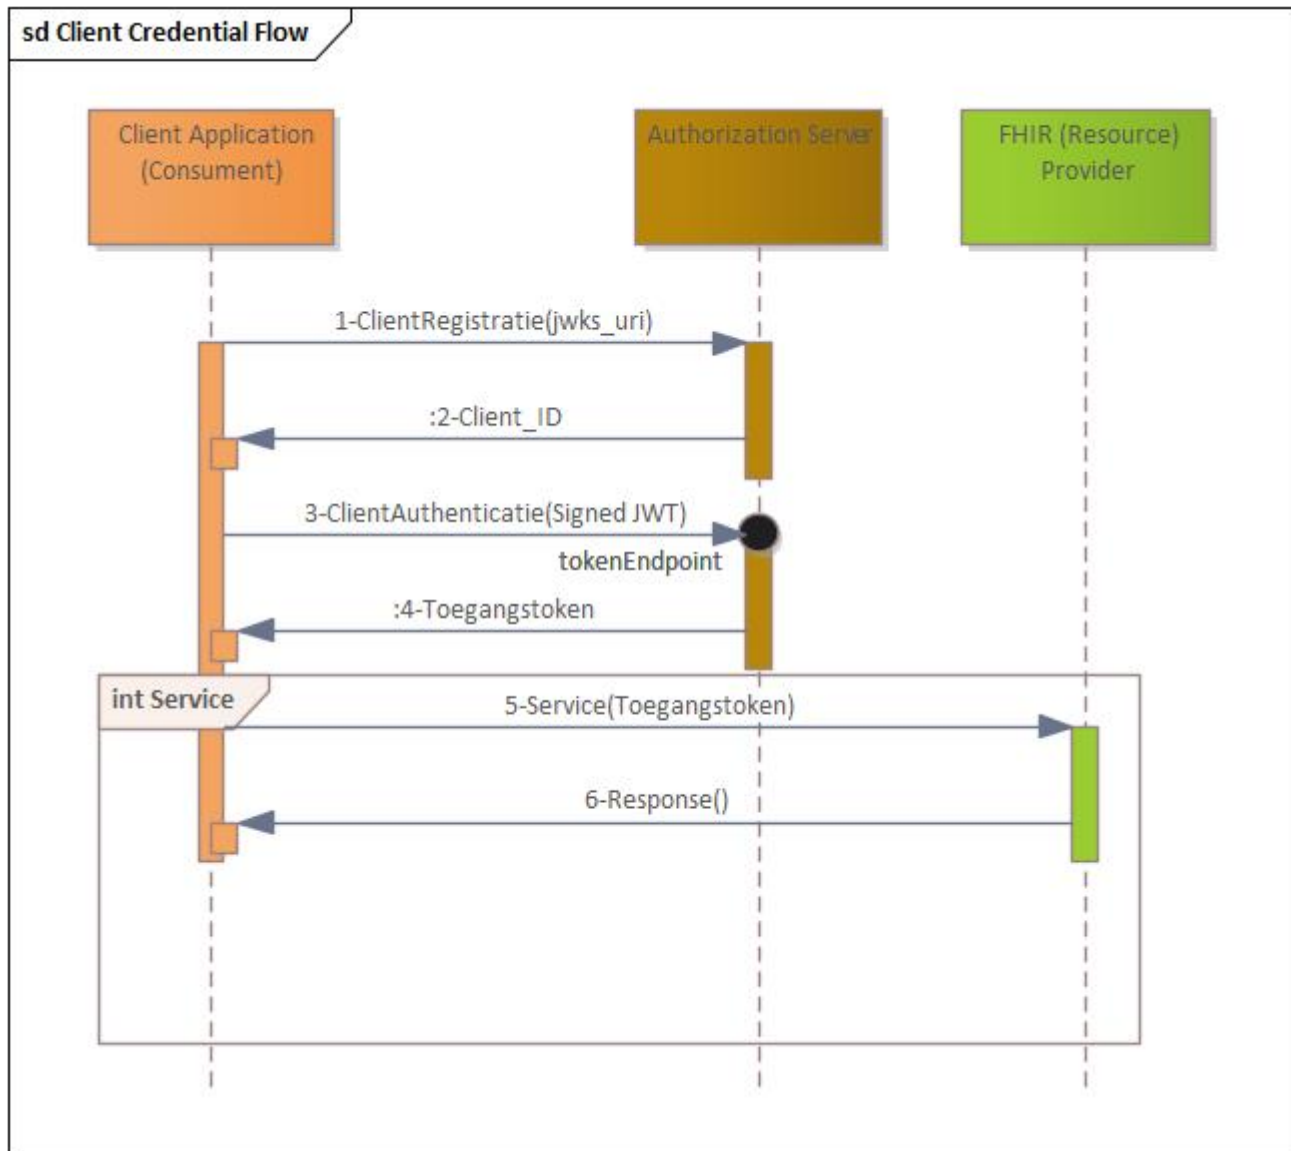 sd Client Credential Flow
Client Application
(Consument)
Authorization Server
FHIR (Resource)
Provider
1-ClientRegistratie(jwks_uri)
:2-Client_ID
3-ClientAuthenticatie(Signed JWT)
tokenEndpoint
:4-Toegangstoken
int Service
5-Service(Toegangstoken)
6-Response()